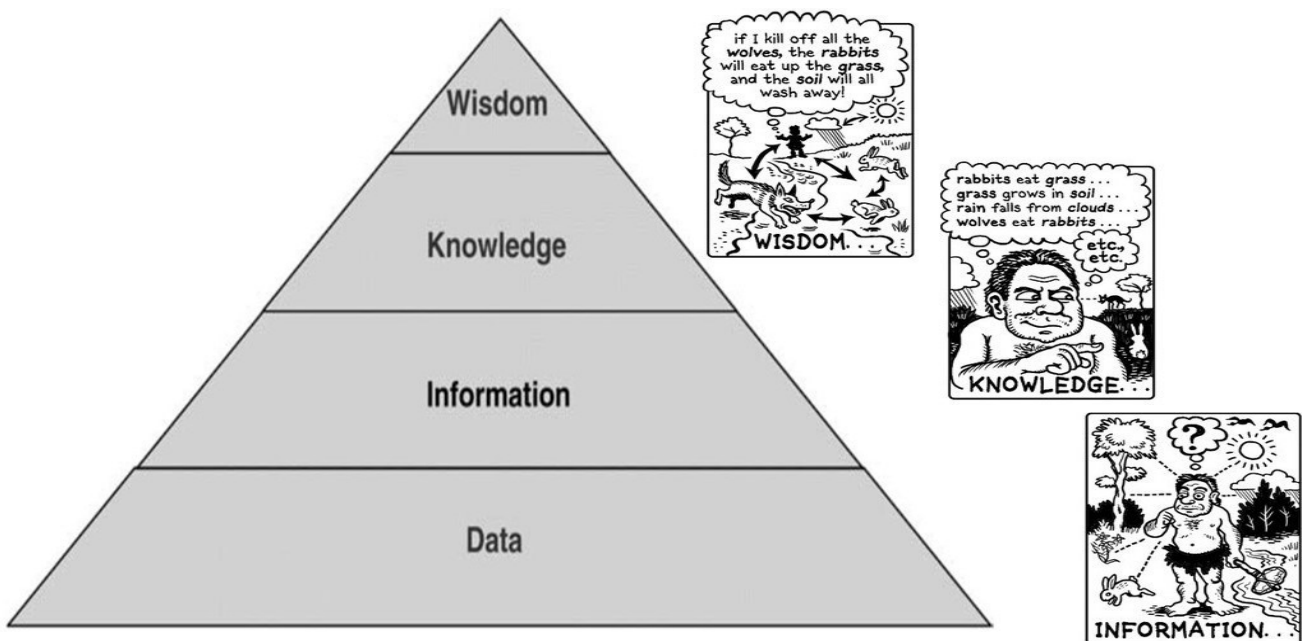 Wisdom
Knowledge
Information
Data
if I kill off all the
wolves, the rabbits
will eat up the grass,
and the soil will all
wash away!
WISDOM...
rabbits eat grass...
grass grows in soil...
rain falls from clouds...
wolves eat rabbits...
etc.,
etc.
KNOWLEDGE...
?
INFORMATION...